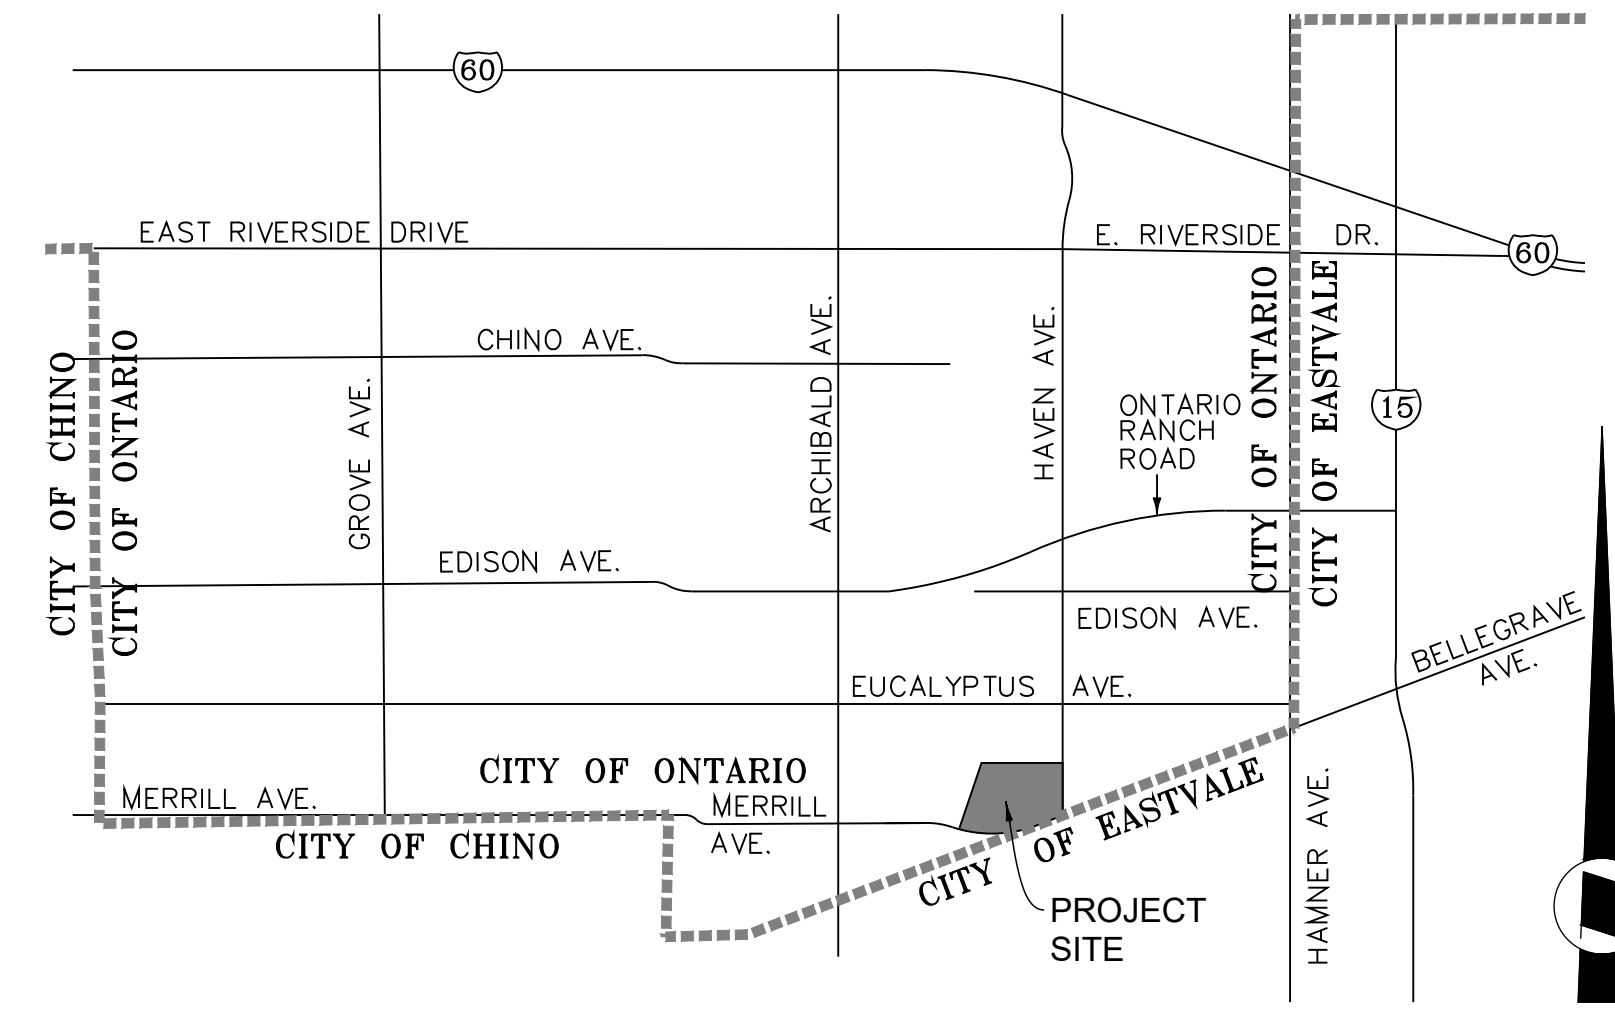 60
EAST RIVERSIDE DRIVE
E. RIVERSIDE DR.
60
CITY OF CHINO
CITY OF ONTARIO
CHINO AVE.
GROVE AVE.
ARCHIBALD AVE.
HAVEN AVE.
ONTARIO
RANCH
ROAD
CITY OF ONTARIO
CITY OF EASTVALE
15
EDISON AVE.
EDISON AVE.
BELLEGRAVE
AVE.
EUCALYPTUS AVE.
CITY OF ONTARIO
MERRILL AVE.
MERRILL
AVE.
CITY OF CHINO
CITY OF EASTVALE
HAMNER AVE.
PROJECT
SITE